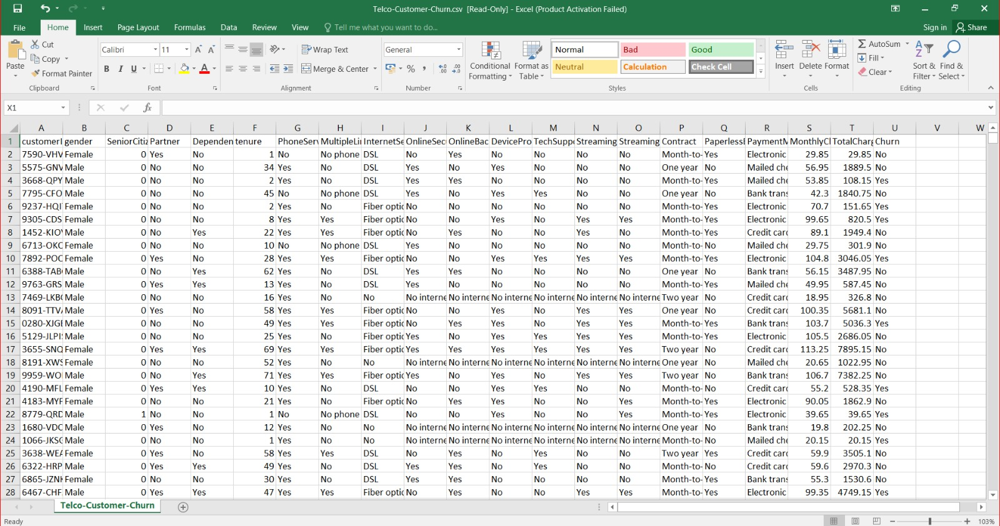 Telco-Customer-Churn.csv [Read-Only] - Excel (Product Activation Failed)
File Home Insert Page Layout Formulas Data Review View Tell me what you want to do... Sign in Share
Paste Cut Copy Format Painter Clipboard
Calibri 11 A A B I U A Font
Wrap Text Merge & Center Alignment
General % , .00 Number
Conditional Formatting Format as Table Normal Bad Good Neutral Calculation Check Cell Styles
Insert Delete Format Cells
AutoSum Fill Clear Sort & Filter Find & Select Editing
X1 fx
A B C D E F G H I J K L M N O P Q R S T U V W
1 customerI gender SeniorCitiz Partner Dependen tenure PhoneServ MultipleLin InternetSe OnlineSecu OnlineBac DevicePro TechSuppo Streaming Streaming Contract PaperlessB PaymentM MonthlyCh TotalCharg Churn
2 7590-VHV Female 0 Yes No 1 No No phone DSL No Yes No No No No Month-to- Yes Electronic 29.85 29.85 No
3 5575-GNV Male 0 No No 34 Yes No DSL Yes No Yes No No No One year No Mailed che 56.95 1889.5 No
4 3668-QPY Male 0 No No 2 Yes No DSL Yes Yes No No No No Month-to- Yes Mailed che 53.85 108.15 Yes
5 7795-CFO Male 0 No No 45 No No phone DSL Yes No Yes Yes No No One year No Bank trans 42.3 1840.75 No
6 9237-HQI Female 0 No No 2 Yes No Fiber optic No No No No No No Month-to- Yes Electronic 70.7 151.65 Yes
7 9305-CDS Female 0 No No 8 Yes Yes Fiber optic No No Yes No Yes Yes Month-to- Yes Electronic 99.65 820.5 Yes
8 1452-KIO Male 0 No Yes 22 Yes Yes Fiber optic No Yes No No Yes No Month-to- Yes Credit card 89.1 1949.4 No
9 6713-OKO Female 0 No No 10 No No phone DSL Yes No No No No No Month-to- No Mailed che 29.75 301.9 No
10 7892-POO Female 0 Yes No 28 Yes Yes Fiber optic No No Yes Yes Yes Yes Month-to- Yes Electronic 104.8 3046.05 Yes
11 6388-TAB Male 0 No Yes 62 Yes No DSL Yes Yes No No No No One year No Bank trans 56.15 3487.95 No
12 9763-GRS Male 0 Yes Yes 13 Yes No DSL Yes No No No No No Month-to- Yes Mailed che 49.95 587.45 No
13 7469-LKB Male 0 No No 16 Yes No No No interne No interne No interne No interne No interne No interne Two year No Credit card 18.95 326.8 No
14 8091-TTV Male 0 Yes No 58 Yes Yes Fiber optic No No Yes No Yes Yes One year No Credit card 100.35 5681.1 No
15 0280-XJG Male 0 No No 49 Yes Yes Fiber optic No Yes Yes No Yes Yes Month-to- Yes Bank trans 103.7 5036.3 Yes
16 5129-JLPI Male 0 No No 25 Yes No Fiber optic Yes No Yes Yes Yes Yes Month-to- Yes Electronic 105.5 2686.05 No
17 3655-SNQ Female 0 Yes Yes 69 Yes Yes Fiber optic Yes Yes Yes Yes Yes Yes Two year No Credit card 113.25 7895.15 No
18 8191-XWS Female 0 No No 52 Yes No No No interne No interne No interne No interne No interne No interne One year No Mailed che 20.65 1022.95 No
19 9959-WO Male 0 No Yes 71 Yes Yes Fiber optic Yes No Yes No Yes Yes Two year No Bank trans 106.7 7382.25 No
20 4190-MFL Female 0 Yes Yes 10 Yes No DSL No No Yes Yes No No Month-to- No Credit card 55.2 528.35 Yes
21 4183-MYF Female 0 No No 21 Yes No Fiber optic No Yes Yes No No Yes Month-to- Yes Electronic 90.05 1862.9 No
22 8779-QRD Male 1 No No 1 No No phone DSL No No Yes No No Yes Month-to- Yes Electronic 39.65 39.65 Yes
23 1680-VDC Male 0 Yes No 12 Yes No No No interne No interne No interne No interne No interne No interne One year No Bank trans 19.8 202.25 No
24 1066-JKSG Male 0 No No 1 Yes No No No interne No interne No interne No interne No interne No interne Month-to- No Mailed che 20.15 20.15 Yes
25 3638-WEA Female 0 Yes No 58 Yes Yes DSL No Yes No Yes No No Two year Yes Credit card 59.9 3505.1 No
26 6322-HRP Male 0 Yes Yes 49 Yes No DSL Yes Yes No Yes No No Month-to- No Credit card 59.6 2970.3 No
27 6865-JZNK Female 0 No No 30 Yes No DSL Yes Yes No No No No Month-to- Yes Bank trans 55.3 1530.6 No
28 6467-CHF Male 0 Yes Yes 47 Yes Yes Fiber optic No Yes No No Yes Yes Month-to- Yes Electronic 99.35 4749.15 Yes
Telco-Customer-Churn
Ready 103%